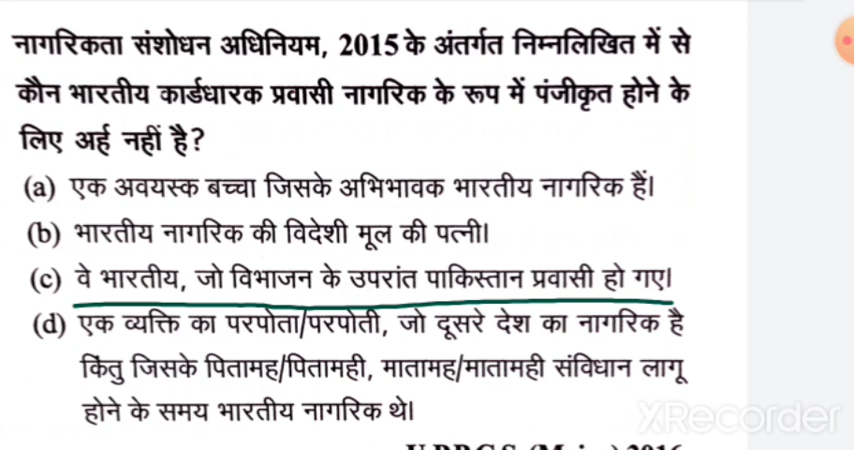 नागरिकता संशोधन अधिनियम, 2015 के अंतर्गत निम्नलिखित में से
कौन भारतीय कार्डधारक प्रवासी नागरिक के रूप में पंजीकृत होने के
लिए अर्ह नहीं है?
(a) एक अवयस्क बच्चा जिसके अभिभावक भारतीय नागरिक हैं।
(b) भारतीय नागरिक की विदेशी मूल की पत्नी।
(c) वे भारतीय, जो विभाजन के उपरांत पाकिस्तान प्रवासी हो गए।
(d) एक व्यक्ति का परपोता/परपोती, जो दूसरे देश का नागरिक है
किंतु जिसके पितामह/पितामही, मातामह/मातामही संविधान लागू
होने के समय भारतीय नागरिक थे।
XRecorder